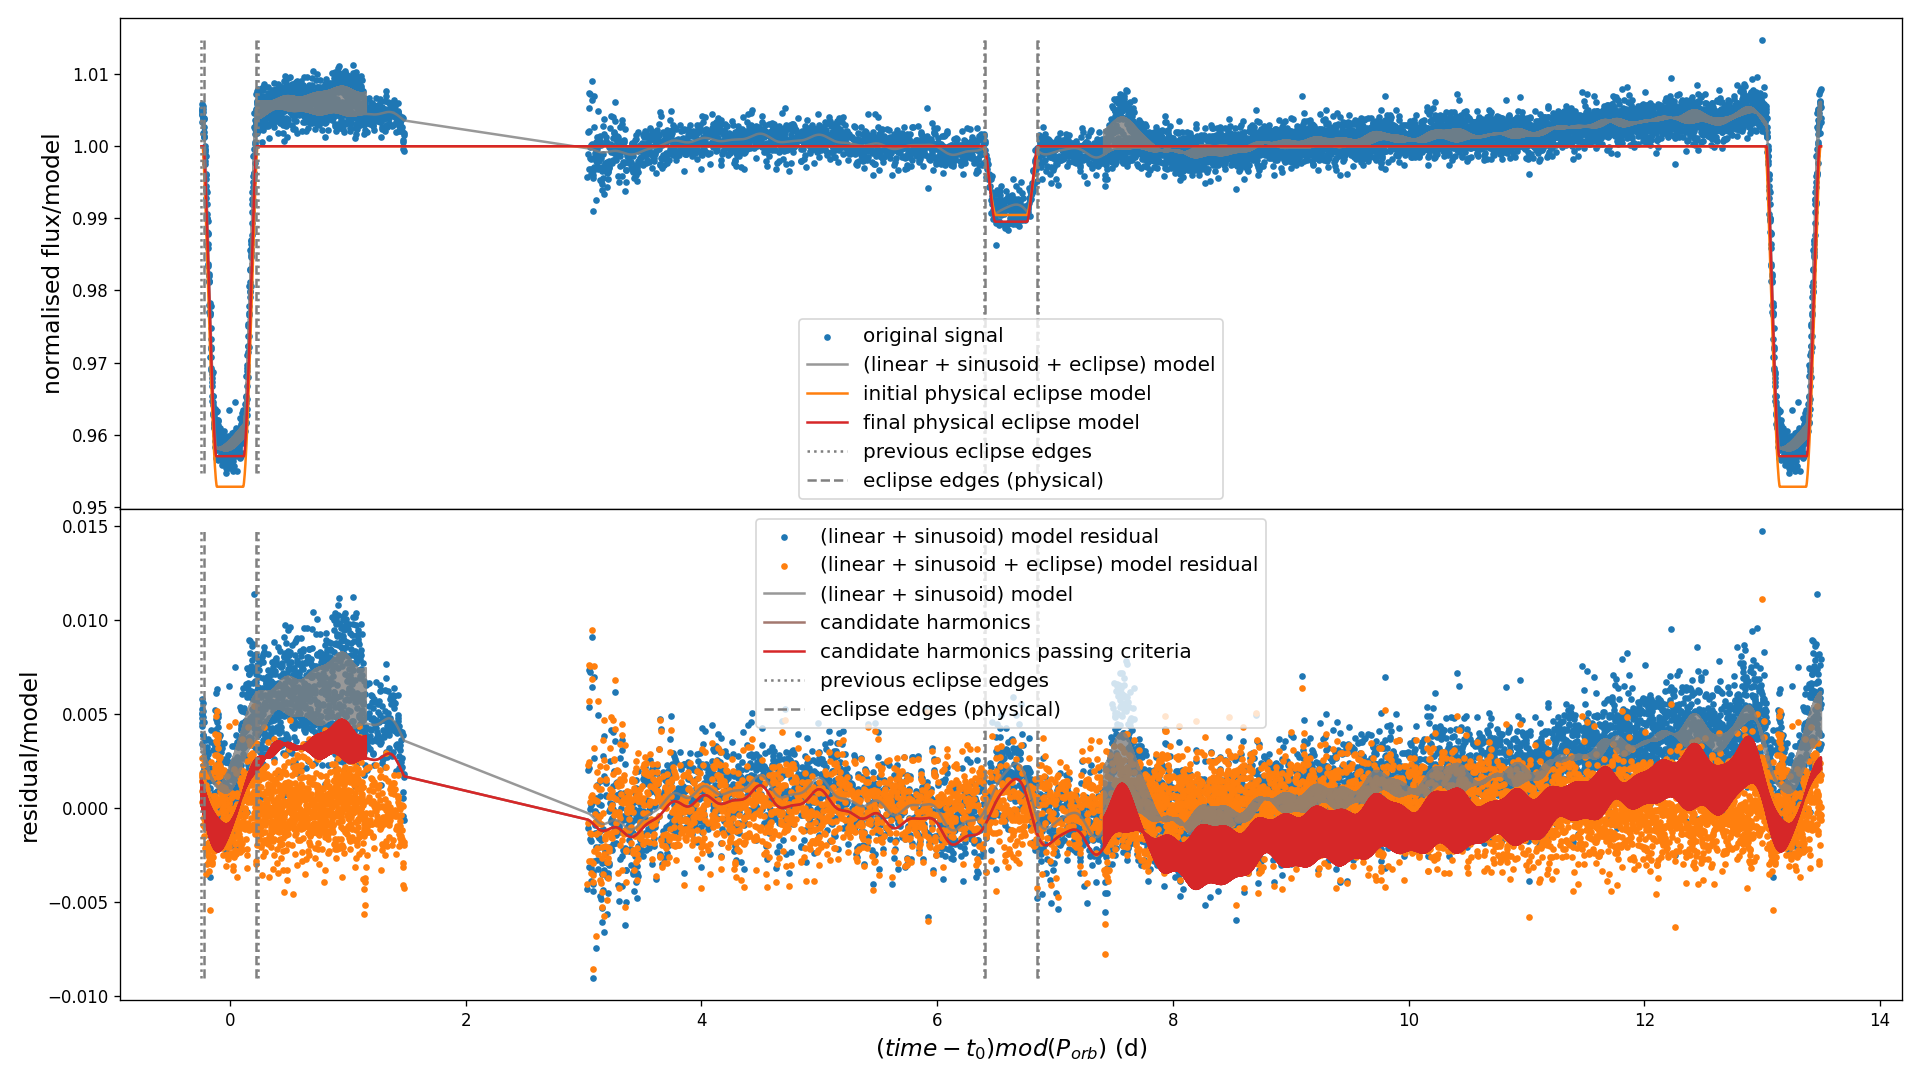 normalised flux/model
1.01
1.00
0.99
0.98
0.97
0.96
0.95
original signal
(linear + sinusoid + eclipse) model
initial physical eclipse model
final physical eclipse model
previous eclipse edges
eclipse edges (physical)
residual/model
0.015
0.010
0.005
0.000
−0.005
−0.010
(linear + sinusoid) model residual
(linear + sinusoid + eclipse) model residual
(linear + sinusoid) model
candidate harmonics
candidate harmonics passing criteria
previous eclipse edges
eclipse edges (physical)
0 2 4 6 8 10 12 14
(time − t₀)mod(Pₒᵣb) (d)